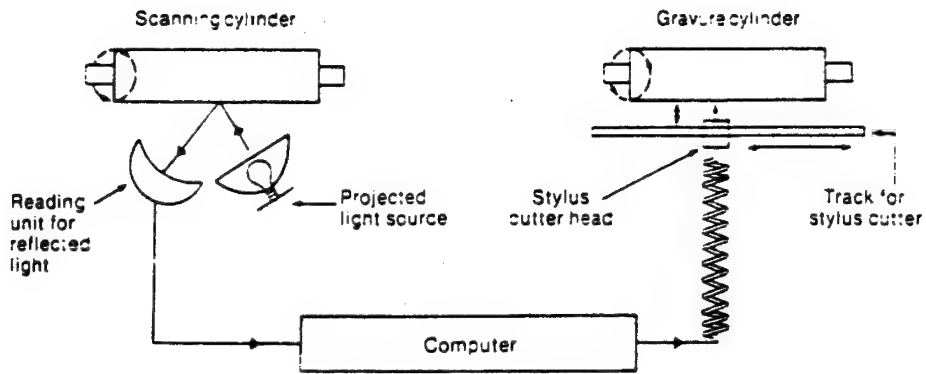 Scanning cylinder
Gravure cylinder
Reading
unit for
reflected
light
Projected
light source
Stylus
cutter head
Track for
stylus cutter
Computer